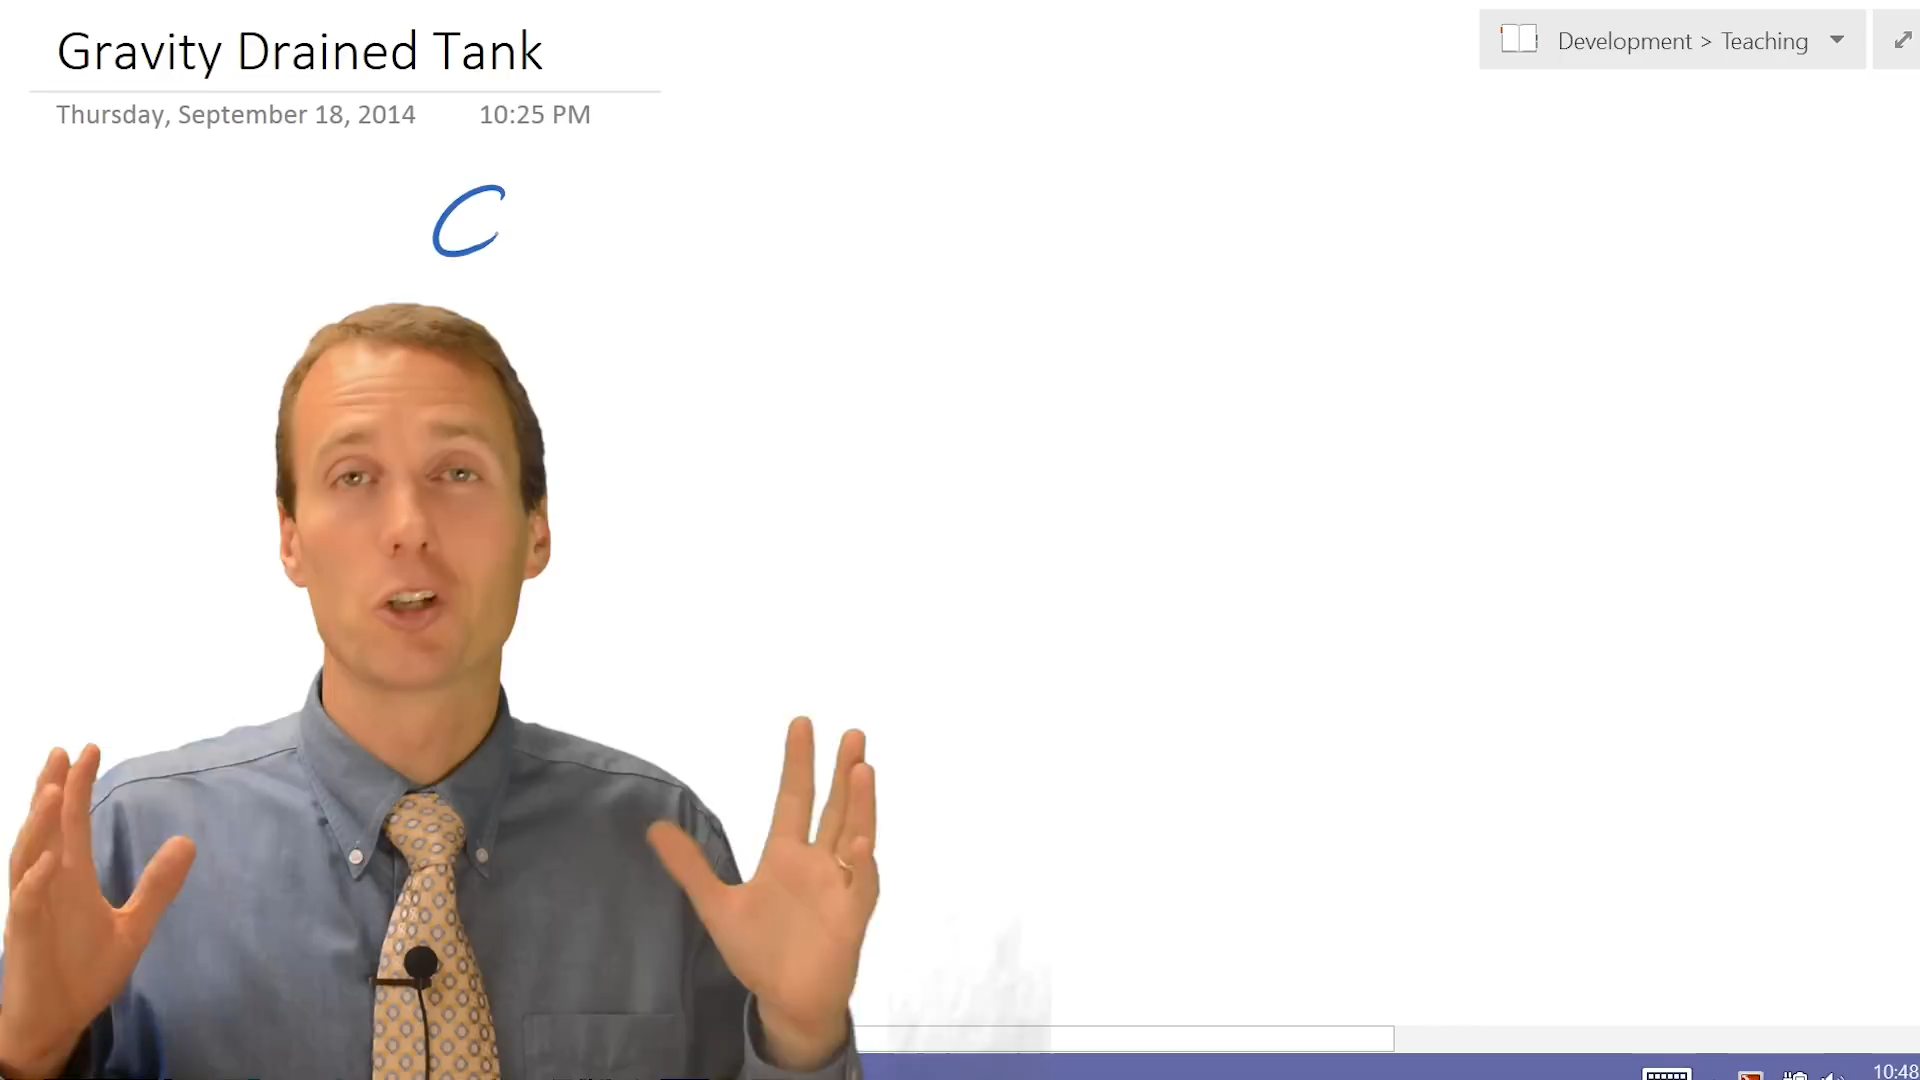 Gravity Drained Tank
Development > Teaching
Thursday, September 18, 2014 10:25 PM
C
10:48